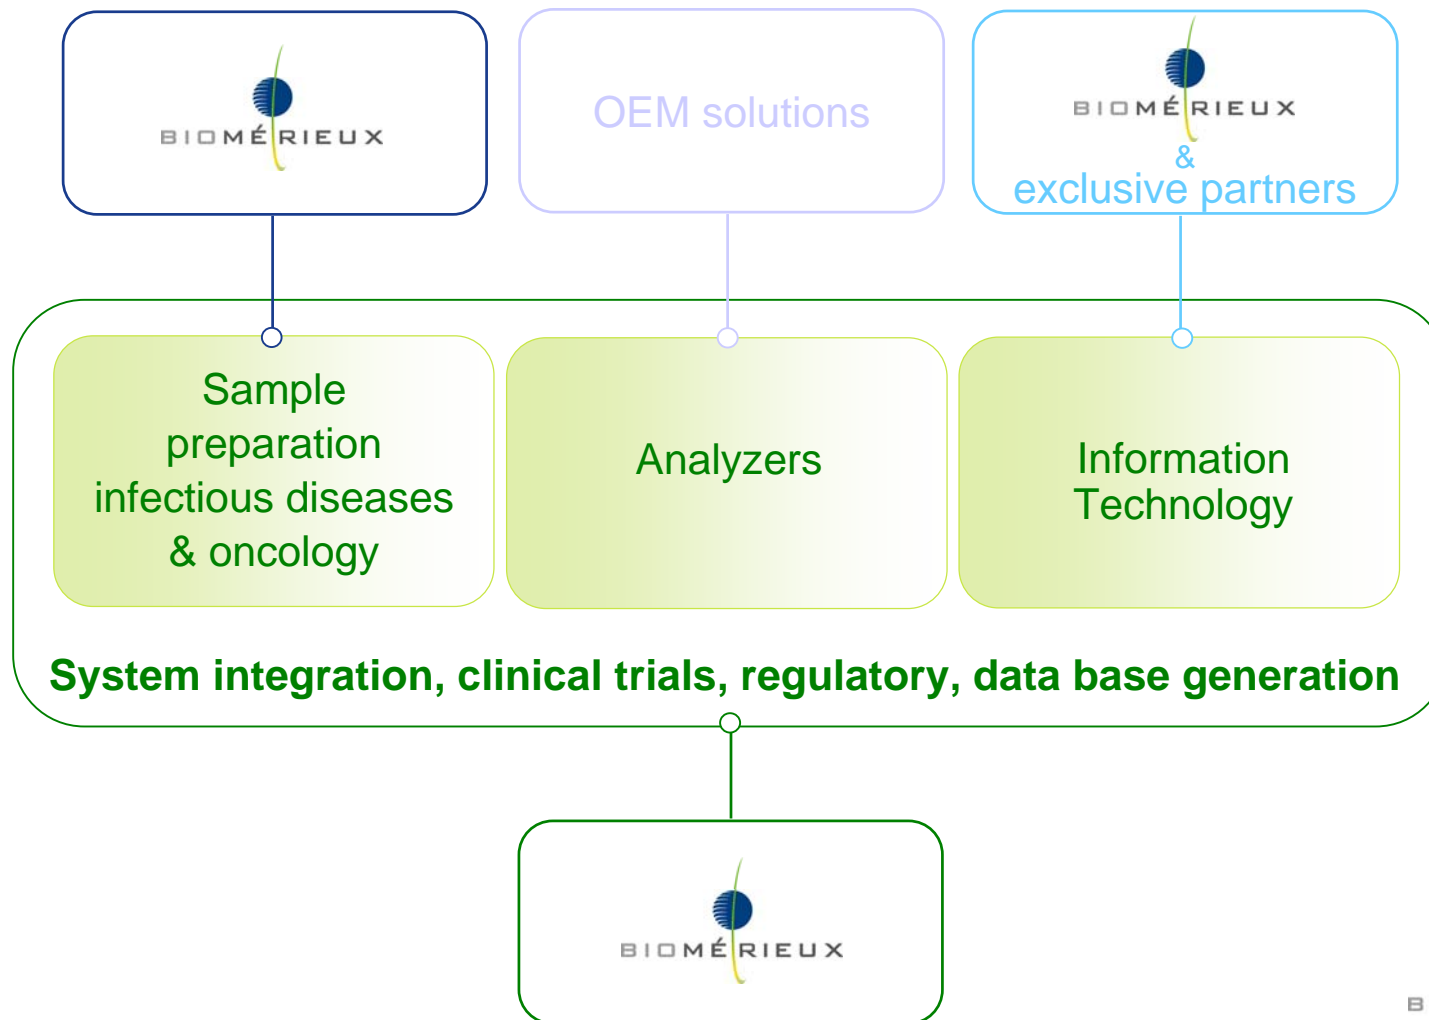 BIOMÉRIEUX
OEM solutions
BIOMÉRIEUX
&
exclusive partners
Sample
preparation
infectious diseases
& oncology
Analyzers
Information
Technology
System integration, clinical trials, regulatory, data base generation
BIOMÉRIEUX
B